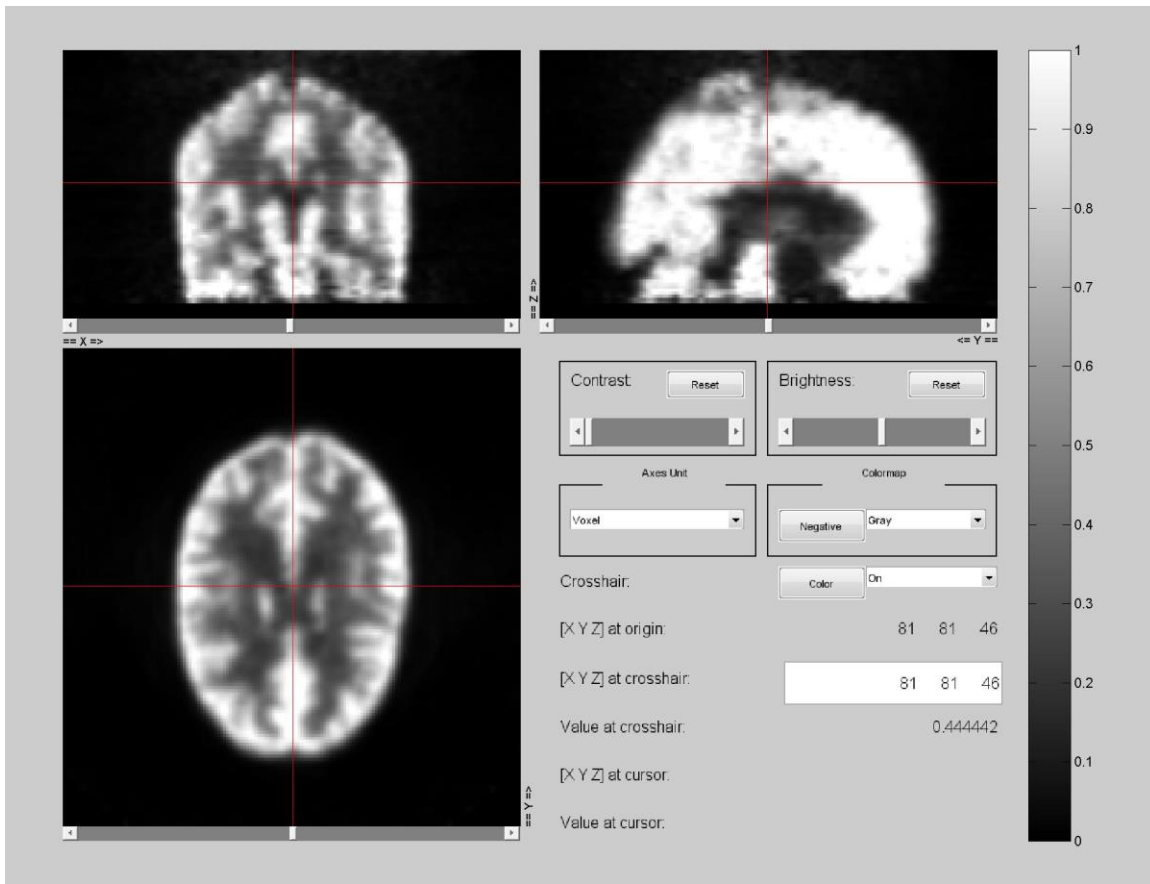 1
0.9
0.8
0.7
0.6
0.5
0.4
0.3
0.2
0.1
0
== X =>
== Z =>
<= Y ==
== Y =>
Contrast: Reset
Brightness: Reset
Axes Unit
Voxel
Colormap
Negative Gray
Crosshair: Color On
[X Y Z] at origin: 81 81 46
[X Y Z] at crosshair: 81 81 46
Value at crosshair: 0.444442
[X Y Z] at cursor:
Value at cursor: